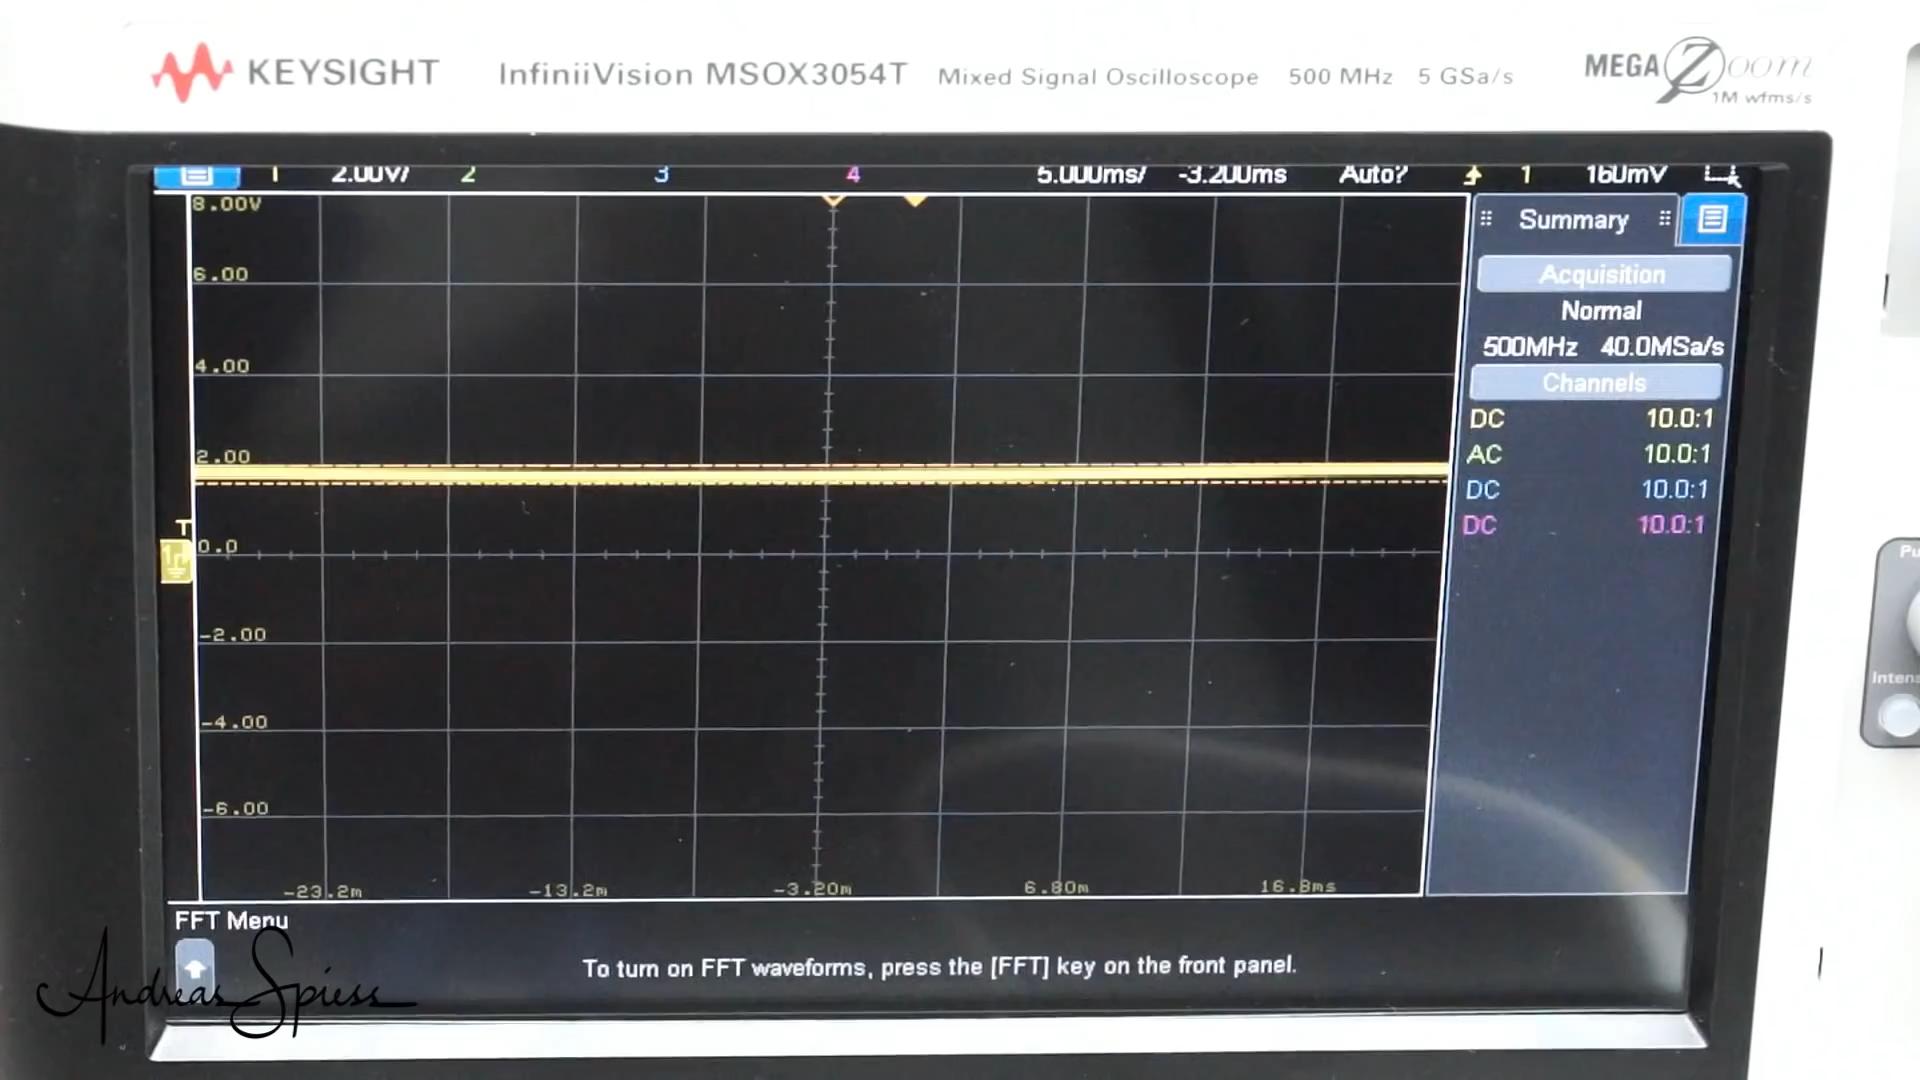 KEYSIGHT InfiniiVision MSOX3054T Mixed Signal Oscilloscope 500 MHz 5 GSa/s MEGA Zoom
1M wfms/s
1 2.00V/ 2 3 4 5.000ms/ -3.200ms Auto? 1 160mV
8.00V
6.00
4.00
2.00
T
0.0
-2.00
-4.00
-6.00
-23.2m -13.2m -3.20m 6.80m 16.8ms
Summary
Acquisition
Normal
500MHz 40.0MSa/s
Channels
DC 10.0:1
AC 10.0:1
DC 10.0:1
DC 10.0:1
FFT Menu
To turn on FFT waveforms, press the [FFT] key on the front panel.
Andreas Spiess